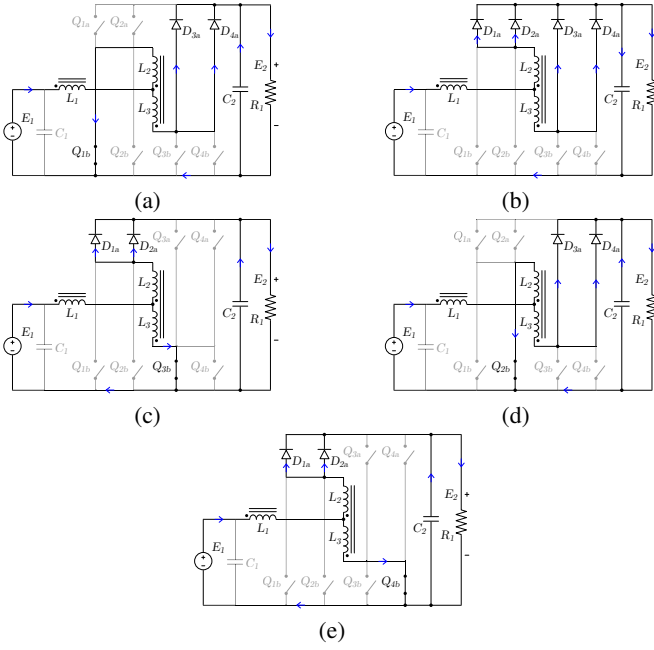 Q1a Q2a D3a D4a
L2 E2 +
E1 L1 C2
C1 L3 R1
Q1b Q2b Q3b Q4b −
(a)
D1a D2a D3a D4a
L2 E2 +
E1 L1 C2
C1 L3 R1
Q1b Q2b Q3b Q4b
(b)
D1a D2a Q3a Q4a
L2 E2 +
E1 L1 C2
C1 L3 R1
Q1b Q2b Q3b Q4b −
(c)
Q1a Q2a D3a D4a
L2 E2
E1 L1 C2
C1 L3 R1
Q1b Q2b Q3b Q4b
(d)
D1a D2a Q3a Q4a
L2 E2 +
E1 L1 C2
C1 L3 R1
Q1b Q2b Q3b Q4b −
(e)